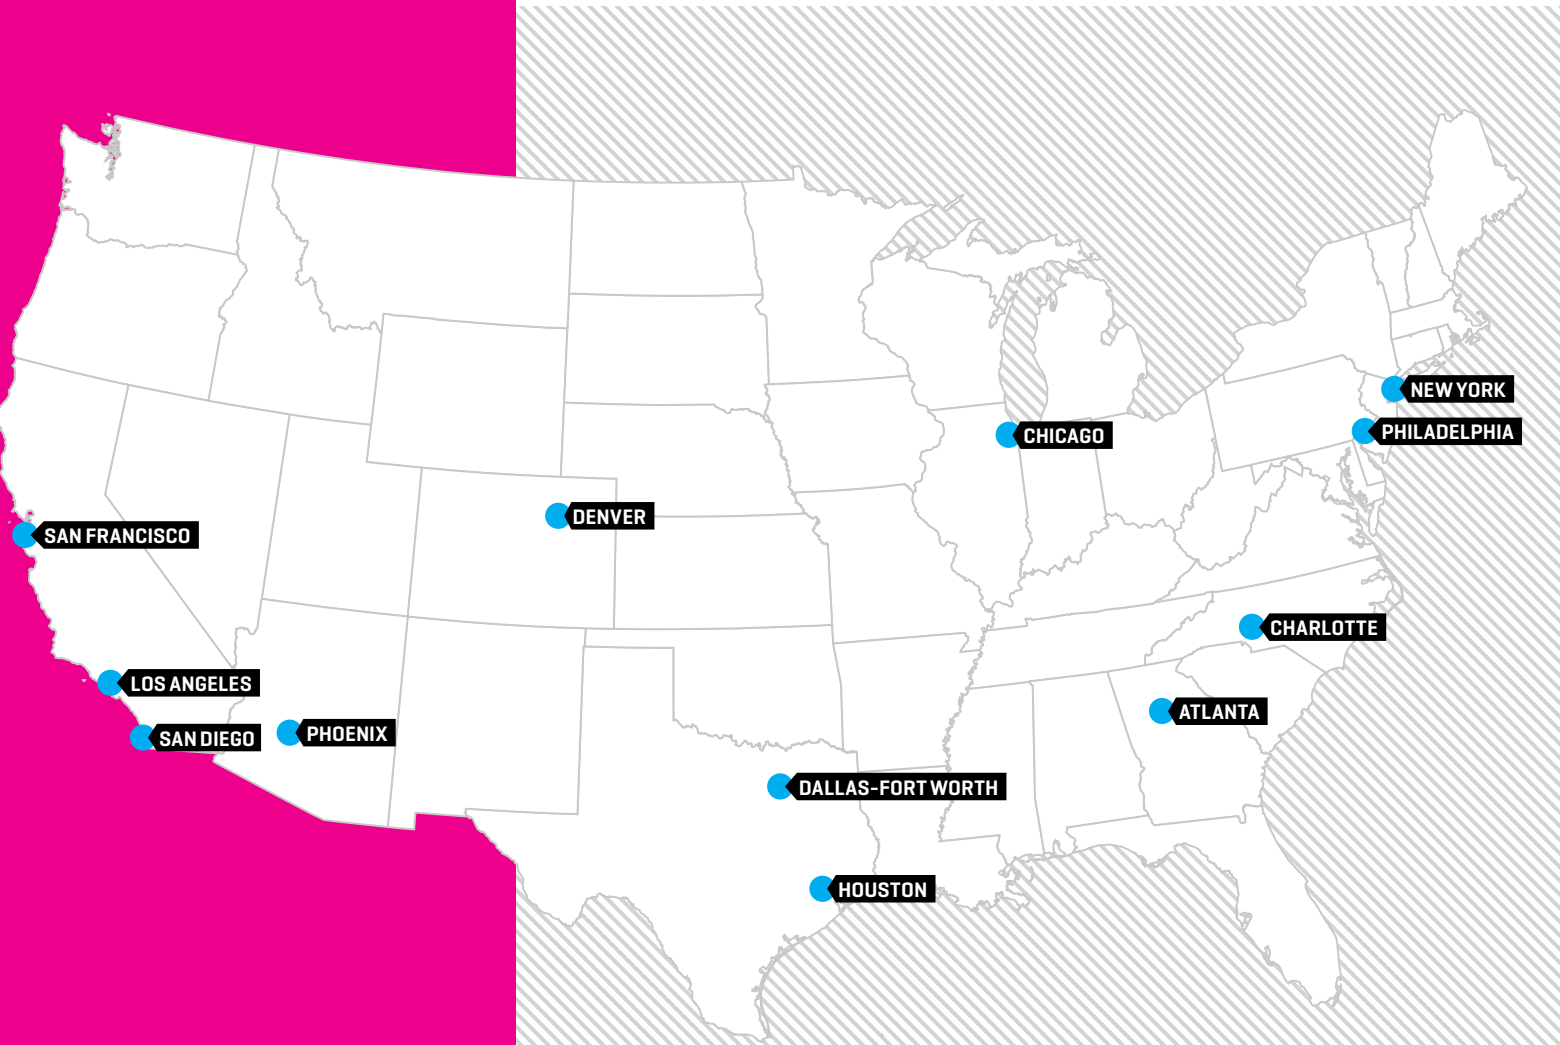 NEW YORK
PHILADELPHIA
CHICAGO
DENVER
SAN FRANCISCO
CHARLOTTE
LOS ANGELES
ATLANTA
SAN DIEGO
PHOENIX
DALLAS-FORT WORTH
HOUSTON